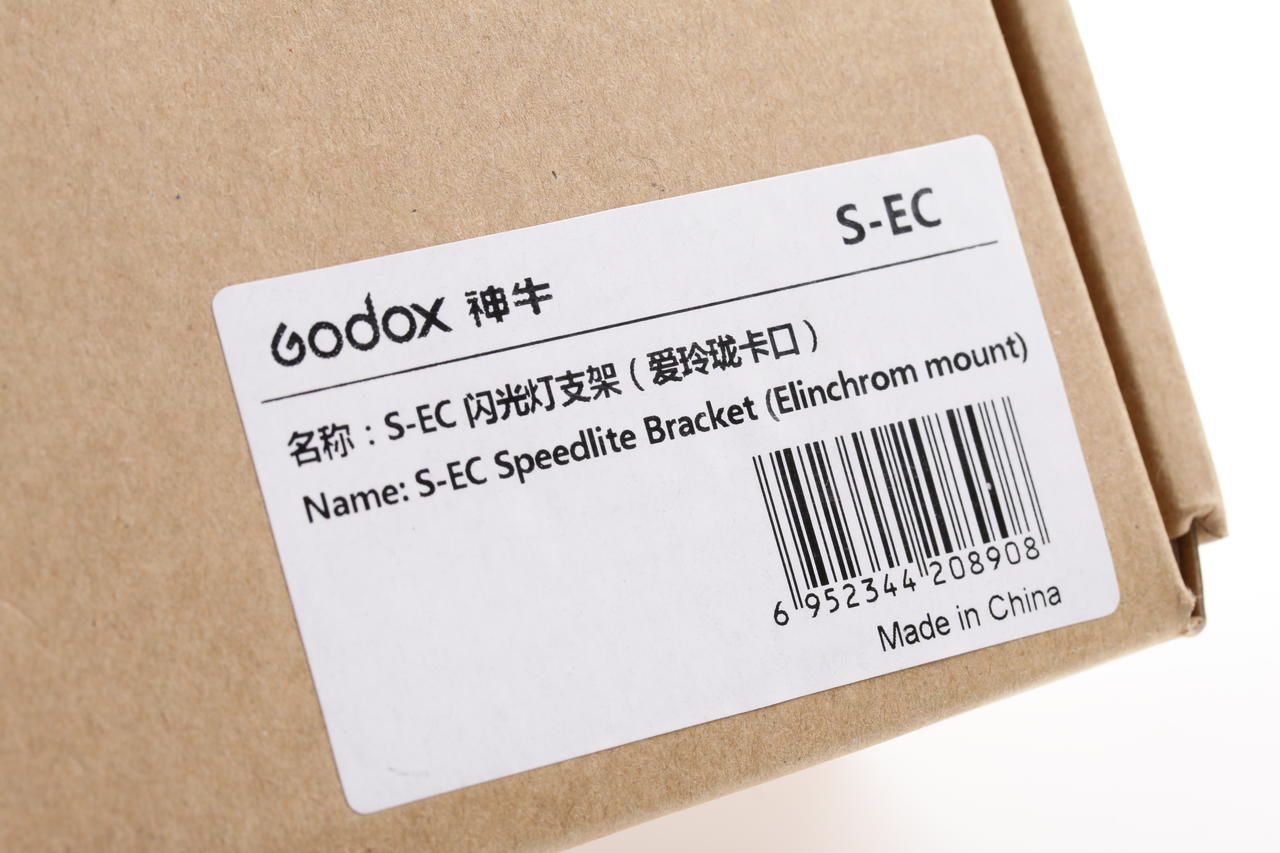 S-EC
Godox 神牛
名称：S-EC 闪光灯支架（爱玲珑卡口）
Name: S-EC Speedlite Bracket (Elinchrom mount)
6 952344 208908
Made in China